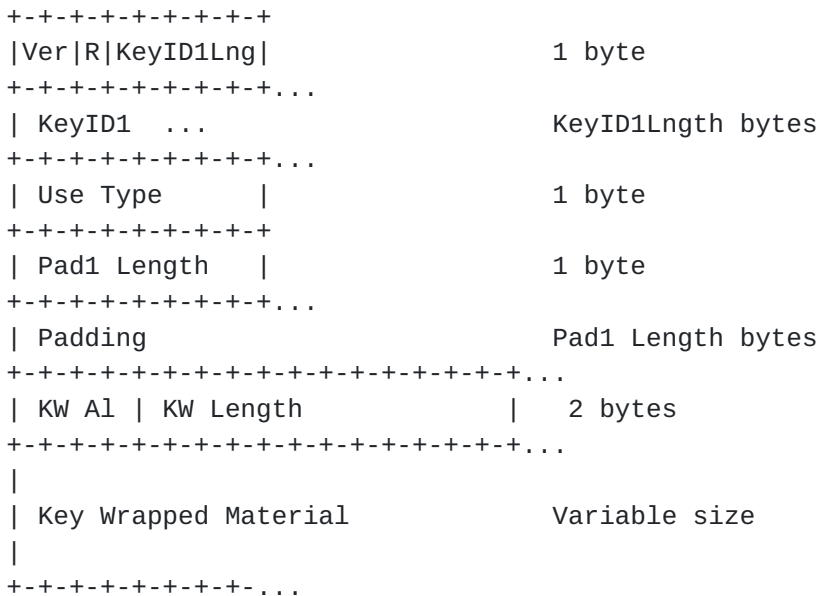 +-+-+-+-+-+-+-+-+
|Ver|R|KeyID1Lng|                  1 byte
+-+-+-+-+-+-+-+-+...
| KeyID1  ...                      KeyID1Lngth bytes
+-+-+-+-+-+-+-+-+...
| Use Type      |                  1 byte
+-+-+-+-+-+-+-+-+
| Pad1 Length   |                  1 byte
+-+-+-+-+-+-+-+-+...
| Padding                          Pad1 Length bytes
+-+-+-+-+-+-+-+-+-+-+-+-+-+-+-+-+...
| KW Al | KW Length             |   2 bytes
+-+-+-+-+-+-+-+-+-+-+-+-+-+-+-+-+...
|
| Key Wrapped Material             Variable size
|
+-+-+-+-+-+-+-+-...